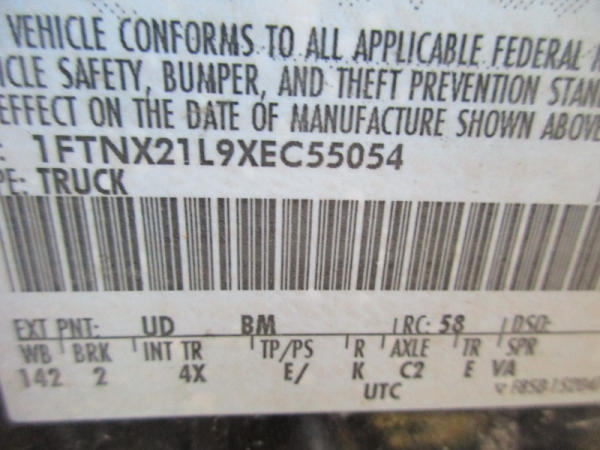 VEHICLE CONFORMS TO ALL APPLICABLE FEDERAL
ICLE SAFETY, BUMPER, AND THEFT PREVENTION STAN
EFFECT ON THE DATE OF MANUFACTURE SHOWN ABOVE
: 1FTNX21L9XEC55054
PE: TRUCK
EXT PNT: UD BM RC: 58 DSO:
WB BRK INT TR TP/PS R AXLE TR SPR
142 2 4X E/ K C2 E VA
UTC